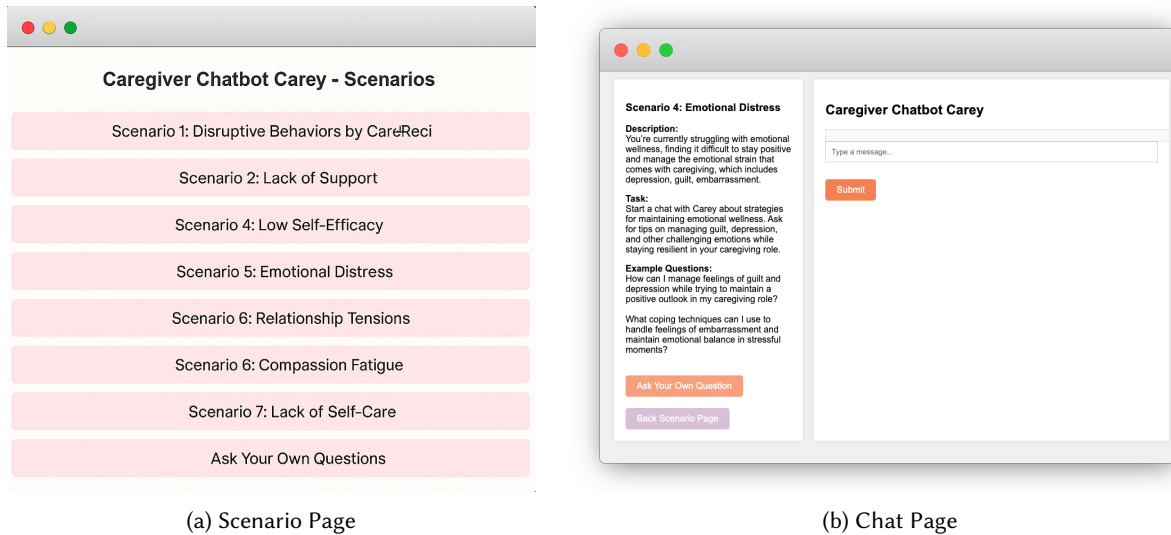 Caregiver Chatbot Carey - Scenarios
Scenario 1: Disruptive Behaviors by CareReci
Scenario 2: Lack of Support
Scenario 4: Low Self-Efficacy
Scenario 5: Emotional Distress
Scenario 6: Relationship Tensions
Scenario 6: Compassion Fatigue
Scenario 7: Lack of Self-Care
Ask Your Own Questions
(a) Scenario Page
Scenario 4: Emotional Distress
Description:
You're currently struggling with emotional
wellness, finding it difficult to stay positive
and manage the emotional strain that
comes with caregiving, which includes
depression, guilt, embarrassment.
Task:
Start a chat with Carey about strategies
for maintaining emotional wellness. Ask
for tips on managing guilt, depression,
and other challenging emotions while
staying resilient in your caregiving role.
Example Questions:
How can I manage feelings of guilt and
depression while trying to maintain a
positive outlook in my caregiving role?
What coping techniques can I use to
handle feelings of embarrassment and
maintain emotional balance in stressful
moments?
Ask Your Own Question
Back Scenario Page
Caregiver Chatbot Carey
Type a message...
Submit
(b) Chat Page